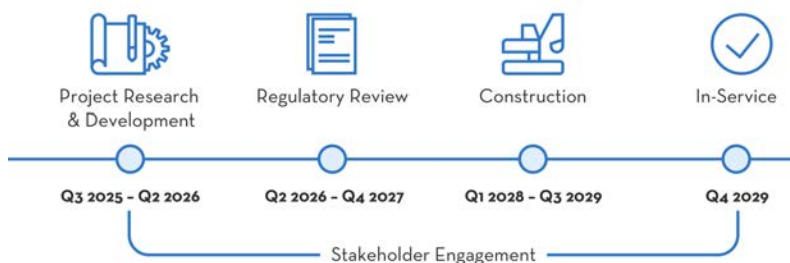 Project Research
& Development
Regulatory Review
Construction
In-Service
Q3 2025 – Q2 2026
Q2 2026 – Q4 2027
Q1 2028 – Q3 2029
Q4 2029
Stakeholder Engagement